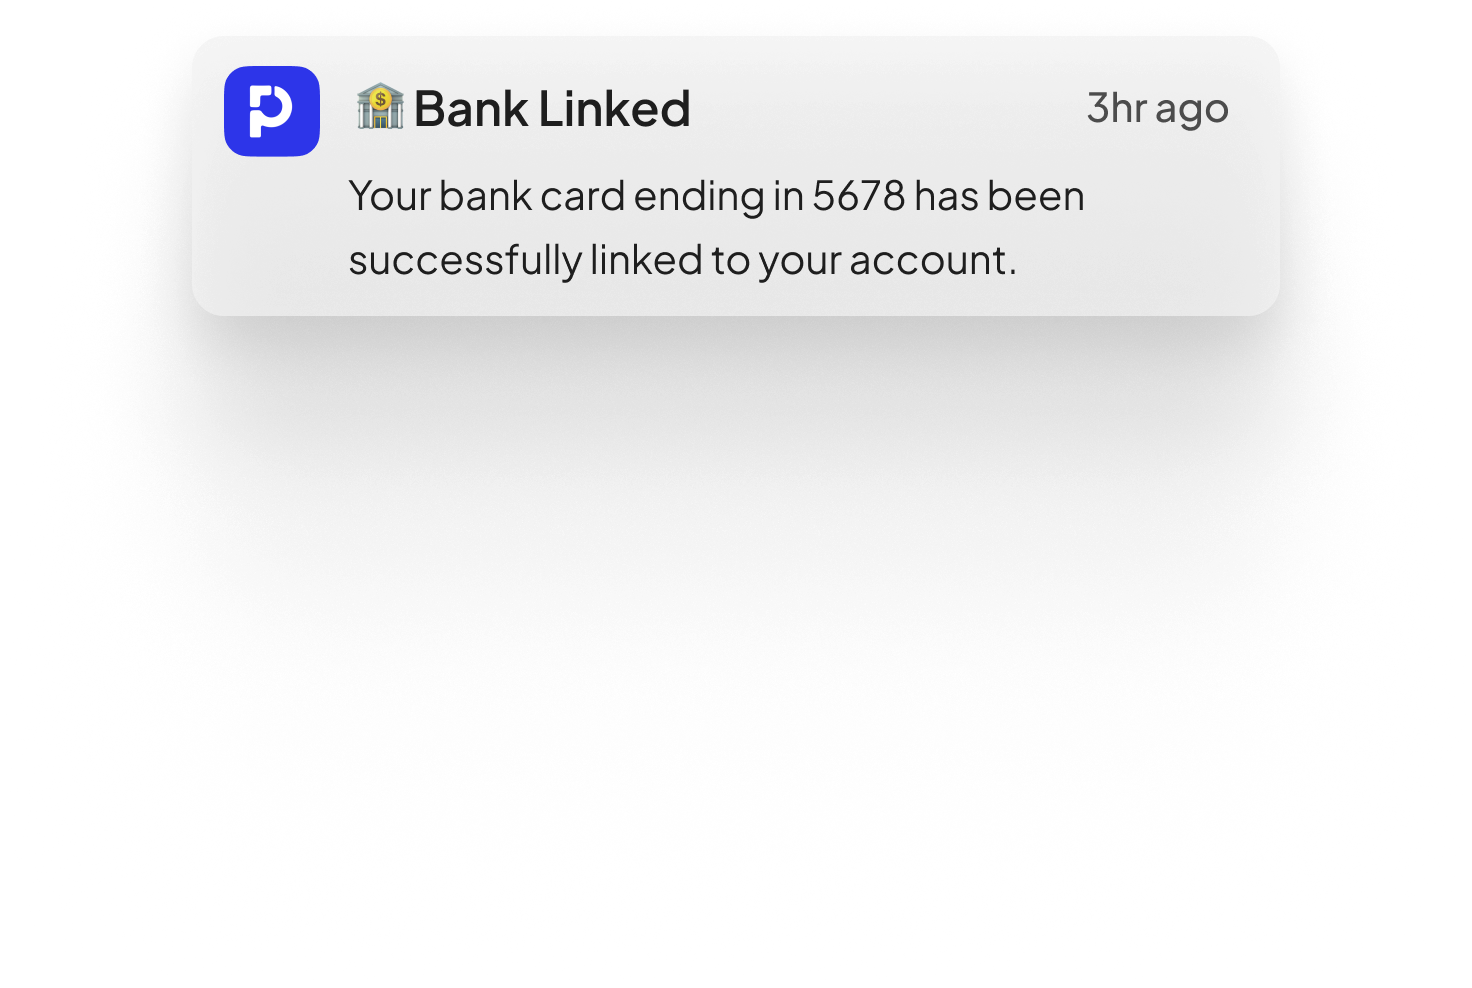 🏦 Bank Linked
3hr ago
Your bank card ending in 5678 has been
successfully linked to your account.